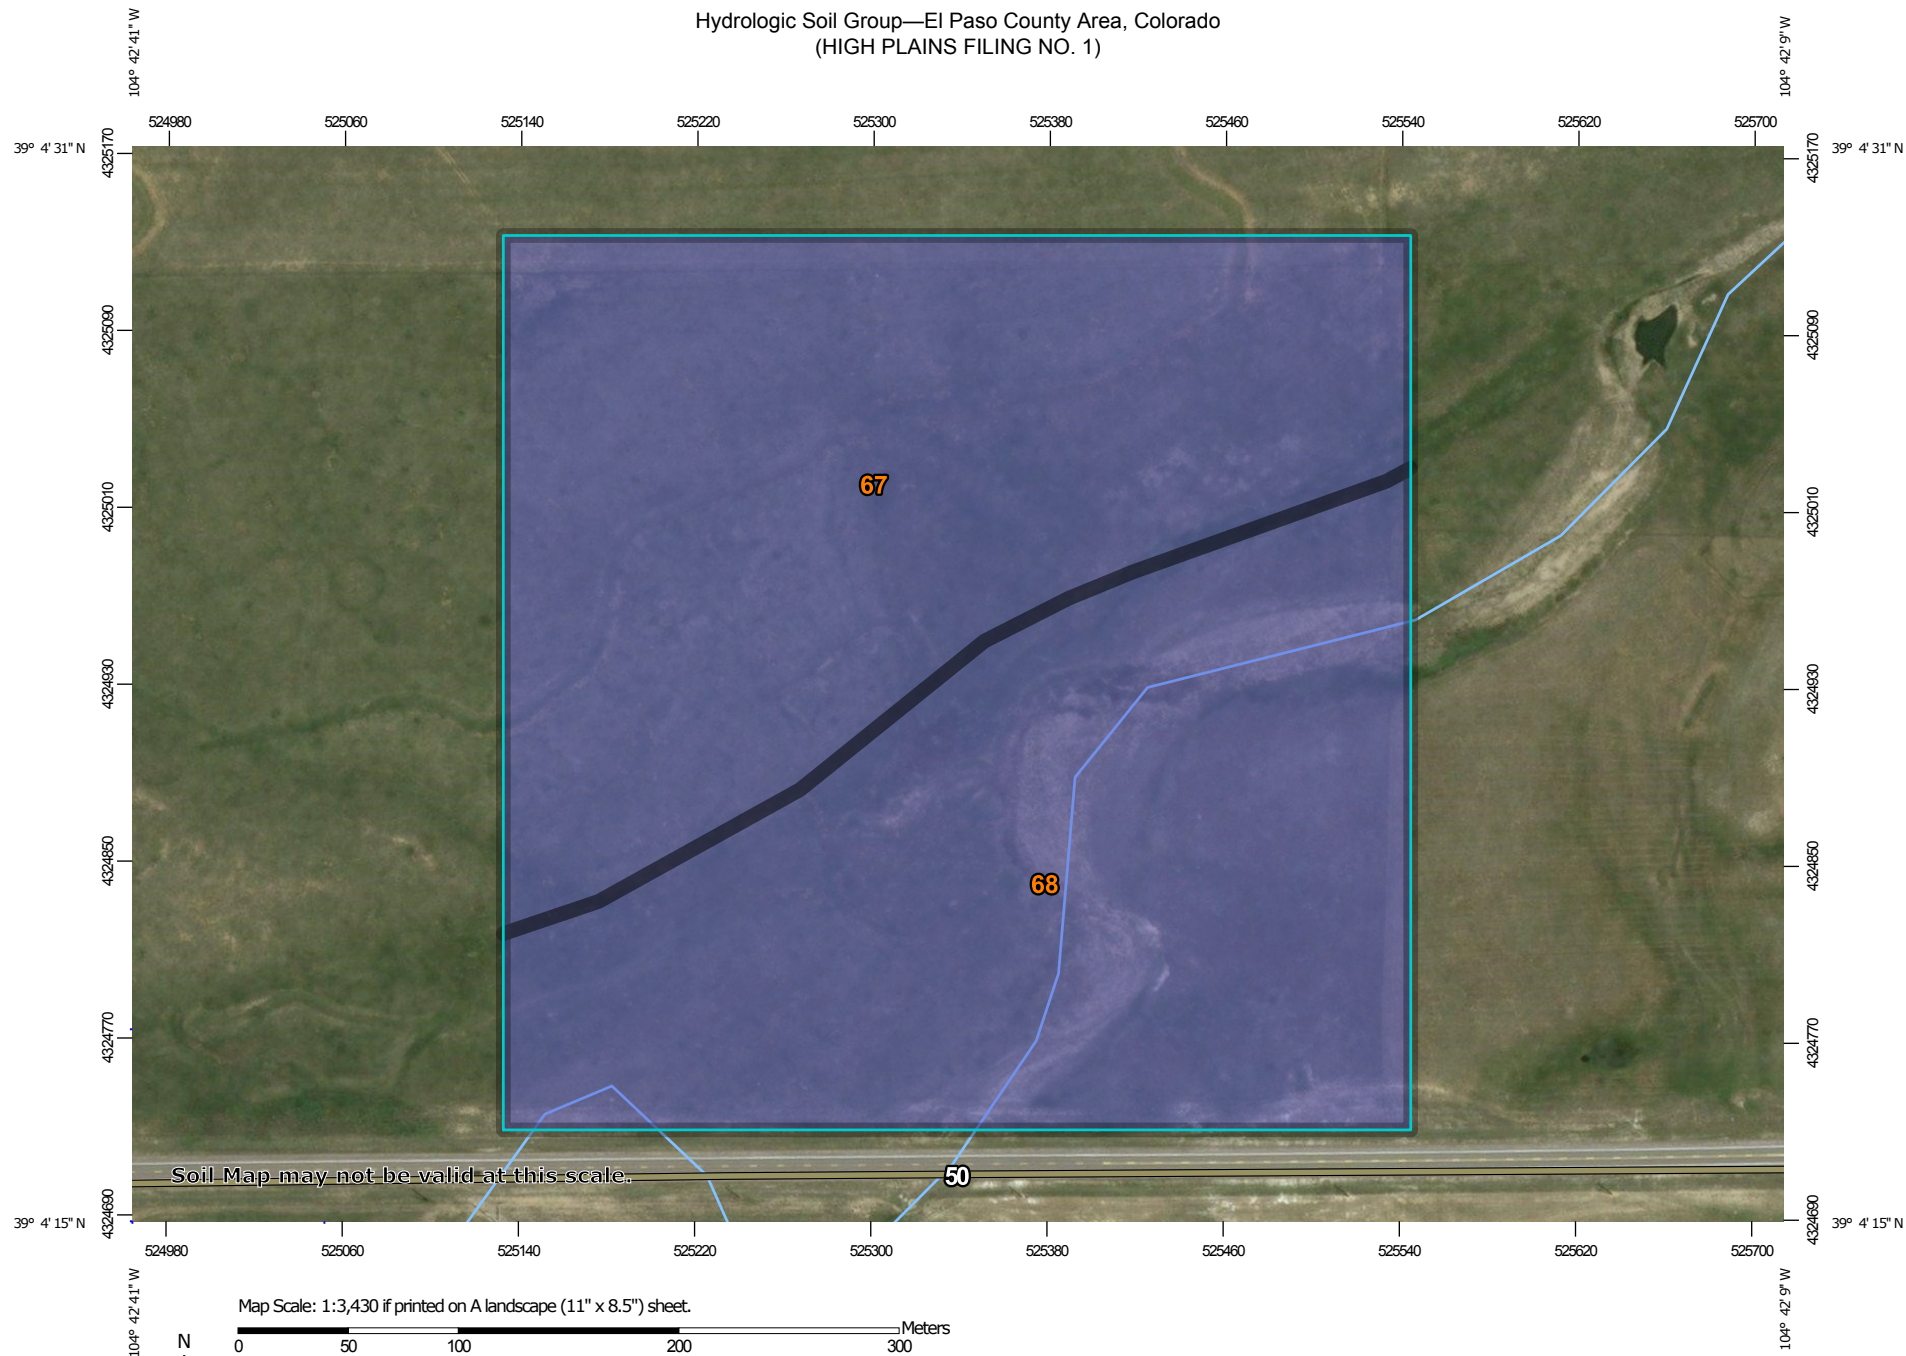 Hydrologic Soil Group—El Paso County Area, Colorado
(HIGH PLAINS FILING NO. 1)
104° 42' 41" W
104° 42' 9" W
524980 525060 525140 525220 525300 525380 525460 525540 525620 525700
39° 4' 31" N
39° 4' 31" N
4325170
4325170
4325090
4325090
67
4325010
4325010
4324930
4324930
4324850
4324850
68
4324770
4324770
Soil Map may not be valid at this scale.
50
4324690
4324690
39° 4' 15" N
39° 4' 15" N
524980 525060 525140 525220 525300 525380 525460 525540 525620 525700
104° 42' 41" W
104° 42' 9" W
Map Scale: 1:3,430 if printed on A landscape (11" x 8.5") sheet.
Meters
N
0 50 100 200 300